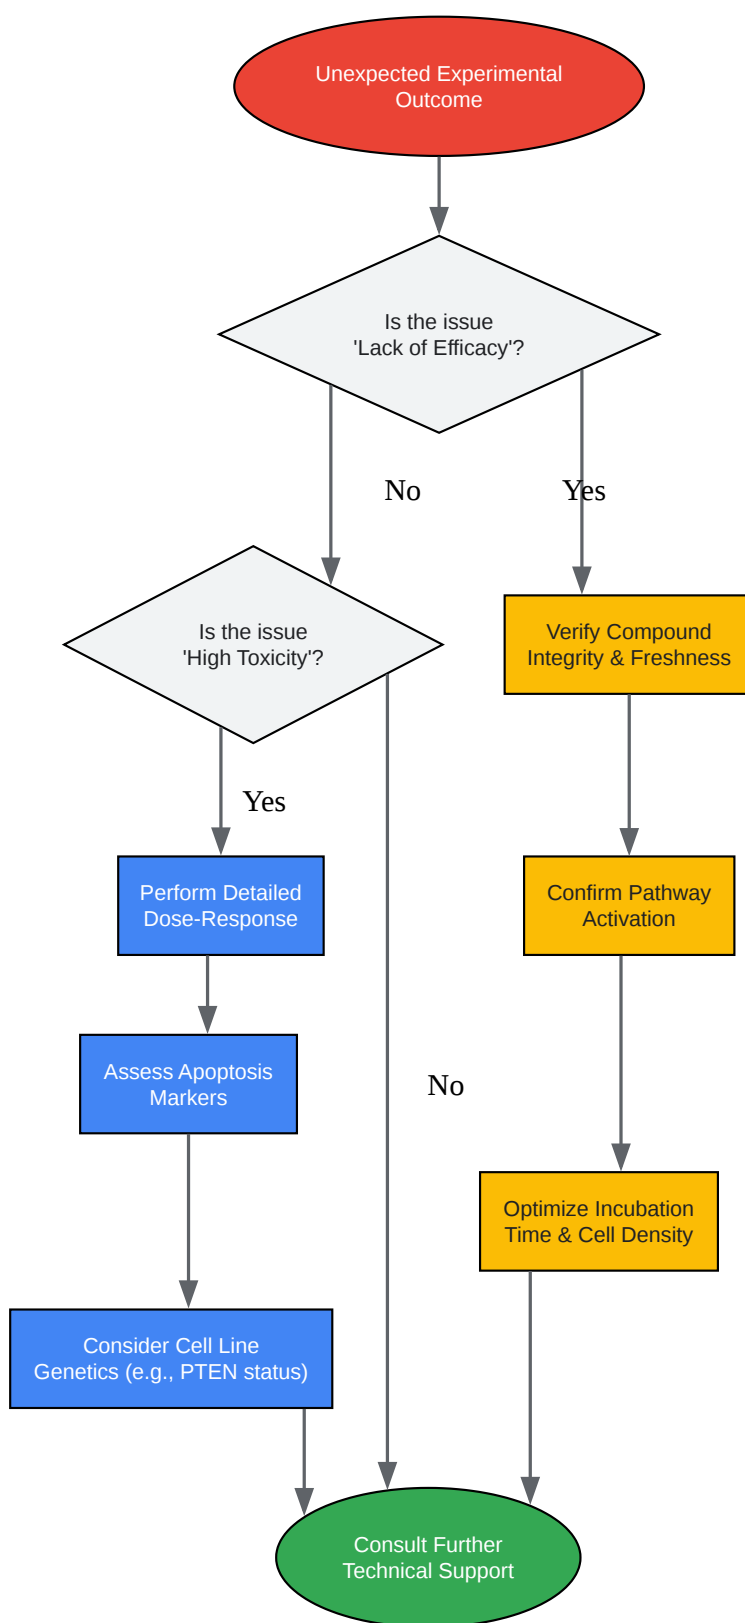 Unexpected Experimental
Outcome
Is the issue
'Lack of Efficacy'?
No
Yes
Is the issue
'High Toxicity'?
Verify Compound
Integrity & Freshness
Yes
Perform Detailed
Dose-Response
Confirm Pathway
Activation
Assess Apoptosis
Markers
No
Optimize Incubation
Time & Cell Density
Consider Cell Line
Genetics (e.g., PTEN status)
Consult Further
Technical Support